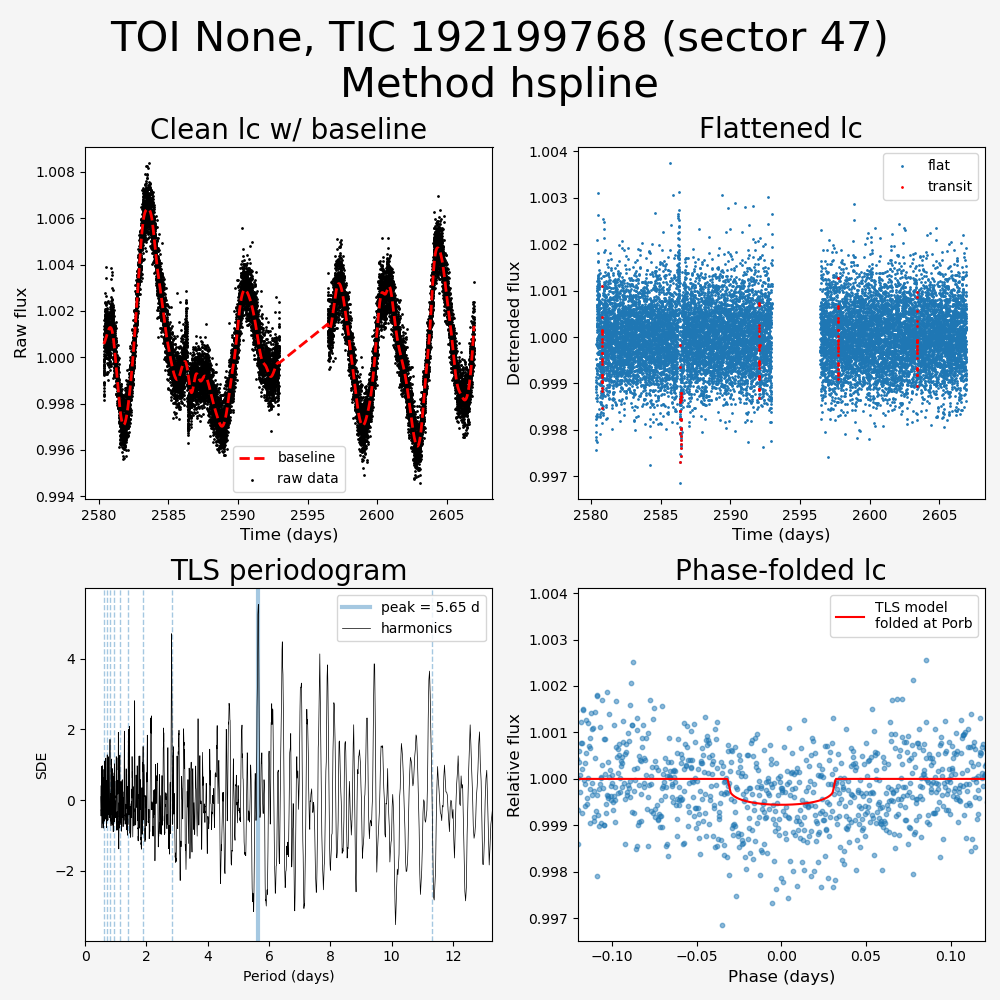 TOI None, TIC 192199768 (sector 47)
Method hspline
Clean lc w/ baseline
Raw flux
1.008
1.006
1.004
1.002
1.000
0.998
0.996
0.994
baseline
raw data
2580
2585
2590
2595
2600
2605
Time (days)
Flattened lc
Detrended flux
1.004
1.003
1.002
1.001
1.000
0.999
0.998
0.997
flat
transit
2580
2585
2590
2595
2600
2605
Time (days)
TLS periodogram
SDE
4
2
0
−2
peak = 5.65 d
harmonics
0
2
4
6
8
10
12
Period (days)
Phase-folded lc
Relative flux
1.004
1.003
1.002
1.001
1.000
0.999
0.998
0.997
TLS model
folded at Porb
−0.10
−0.05
0.00
0.05
0.10
Phase (days)